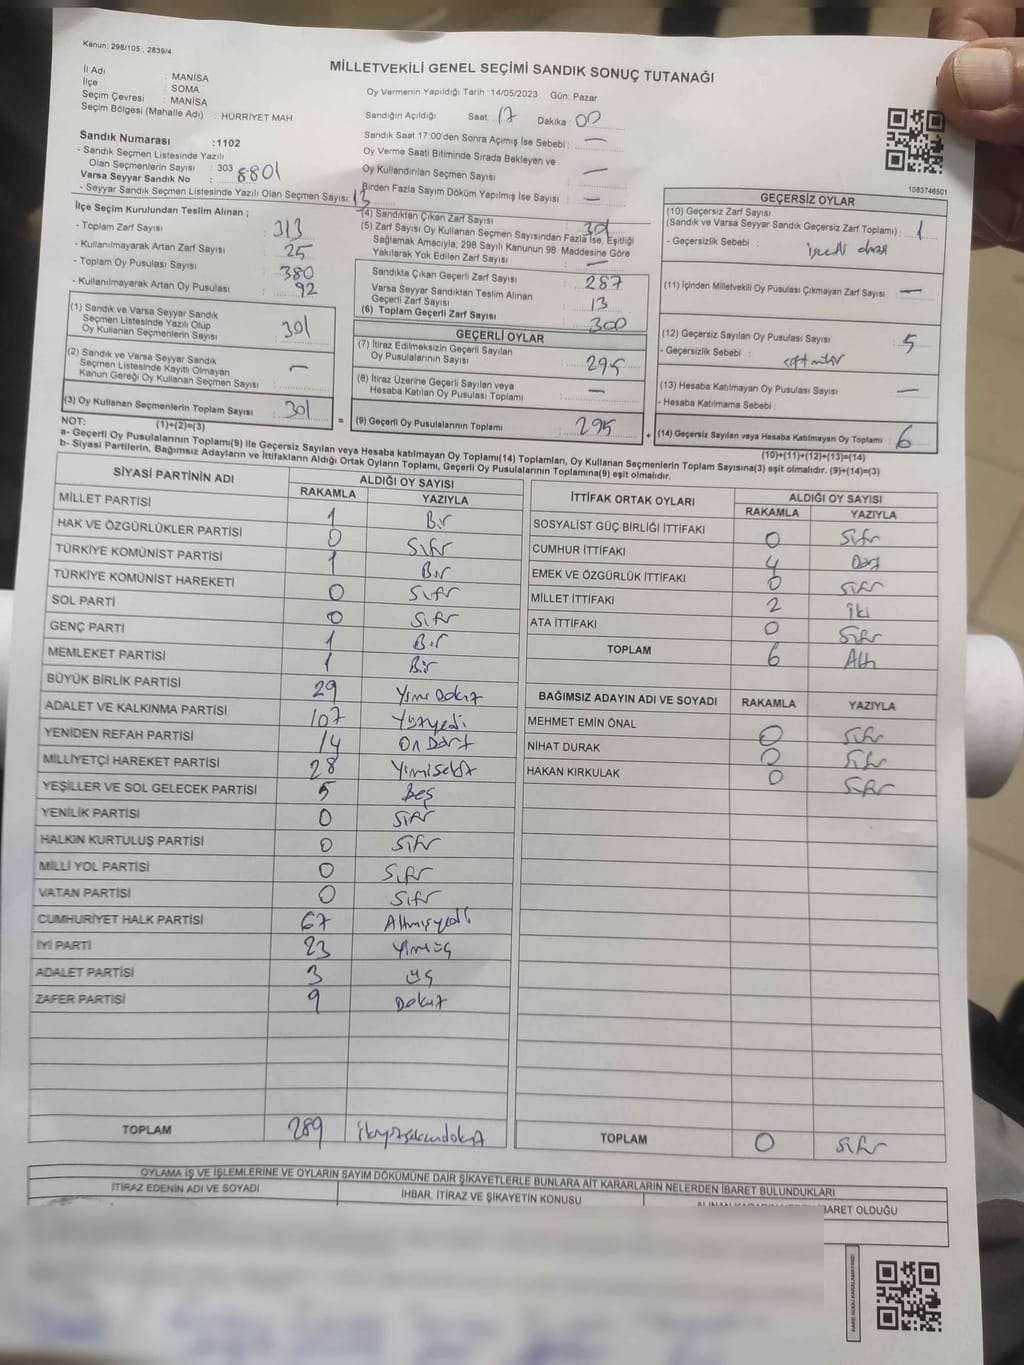 Kanun: 298/105 , 2839/4
MİLLETVEKİLİ GENEL SEÇİMİ SANDIK SONUÇ TUTANAĞI
İl Adı : MANİSA
İlçe : SOMA
Seçim Çevresi : MANİSA
Seçim Bölgesi (Mahalle Adı) : HÜRRİYET MAH.
Oy Vermenin Yapıldığı Tarih :14/05/2023 Gün: Pazar
Sandığın Açıldığı Saat: 17 Dakika : 00
Sandık Saat 17:00'den Sonra Açımış İse Sebebi : —
Oy Verme Saati Bitiminde Sırada Bekleyen ve
Oy Kullandırılan Seçmen Sayısı : —
Birden Fazla Sayım Döküm Yapılmış İse Sayısı : —
Sandık Numarası :1102
- Sandık Seçmen Listesinde Yazılı
Olan Seçmenlerin Sayısı : 303
Varsa Seyyar Sandık No : 8801
- Seyyar Sandık Seçmen Listesinde Yazılı Olan Seçmen Sayısı: 13
İlçe Seçim Kurulundan Teslim Alınan ;
- Toplam Zarf Sayısı : 313
- Kullanılmayarak Artan Zarf Sayısı : 25
- Toplam Oy Pusulası Sayısı : 380
- Kullanılmayarak Artan Oy Pusulası : 92
(1) Sandık ve Varsa Seyyar Sandık
Seçmen Listesinde Yazılı Olup
Oy Kullanan Seçmenlerin Sayısı : 301
(2) Sandık ve Varsa Seyyar Sandık
Seçmen Listesinde Kayıtlı Olmayan
Kanun Gereği Oy Kullanan Seçmen Sayısı : —
(3) Oy Kullanan Seçmenlerin Toplam Sayısı : 301
(1)+(2)=(3)
(4) Sandıktan Çıkan Zarf Sayısı : 301
(5) Zarf Sayısı Oy Kullanan Seçmen Sayısından Fazla İse, Eşitliği
Sağlamak Amacıyla; 298 Sayılı Kanunun 98. Maddesine Göre
Yakılarak Yok Edilen Zarf Sayısı : —
Sandıkta Çıkan Geçerli Zarf Sayısı : 287
Varsa Seyyar Sandıktan Teslim Alınan
Geçerli Zarf Sayısı : 13
(6) Toplam Geçerli Zarf Sayısı : 300
GEÇERLİ OYLAR
(7) İtiraz Edilmeksizin Geçerli Sayılan
Oy Pusulalarının Sayısı : 295
(8) İtiraz Üzerine Geçerli Sayılan veya
Hesaba Katılan Oy Pusulası Toplamı : —
= (9) Geçerli Oy Pusulalarının Toplamı : 295
1083746501
GEÇERSİZ OYLAR
(10) Geçersiz Zarf Sayısı
(Sandık ve Varsa Seyyar Sandık Geçersiz Zarf Toplamı) : 1
- Geçersizlik Sebebi :
(11) İçinden Milletvekili Oy Pusulası Çıkmayan Zarf Sayısı : —
(12) Geçersiz Sayılan Oy Pusulası Sayısı : 5
- Geçersizlik Sebebi :
(13) Hesaba Katılmayan Oy Pusulası Sayısı : —
- Hesaba Katılmama Sebebi :
+ (14) Geçersiz Sayılan veya Hesaba Katılmayan Oy Toplamı : 6
(10)+(11)+(12)+(13)=(14)
NOT:
a- Geçerli Oy Pusulalarının Toplamı(9) ile Geçersiz Sayılan veya Hesaba katılmayan Oy Toplamı(14) Toplamları, Oy Kullanan Seçmenlerin Toplam Sayısına(3) eşit olmalıdır. (9)+(14)=(3)
b- Siyasi Partilerin, Bağımsız Adayların ve İttifakların Aldığı Ortak Oyların Toplamı, Geçerli Oy Pusulalarının Toplamına(9) eşit olmalıdır.
SİYASİ PARTİNİN ADI ALDIĞI OY SAYISI
RAKAMLA YAZIYLA
MİLLET PARTİSİ 1 Bir
HAK VE ÖZGÜRLÜKLER PARTİSİ 0 Sıfır
TÜRKİYE KOMÜNİST PARTİSİ 1 Bir
TÜRKİYE KOMÜNİST HAREKETİ 0 Sıfır
SOL PARTİ 0 Sıfır
GENÇ PARTİ 1 Bir
MEMLEKET PARTİSİ 1 Bir
BÜYÜK BİRLİK PARTİSİ 29 Yirmi Dokuz
ADALET VE KALKINMA PARTİSİ 107 Yüzyedi
YENİDEN REFAH PARTİSİ 14 On Dört
MİLLİYETÇİ HAREKET PARTİSİ 28 Yirmisekiz
YEŞİLLER VE SOL GELECEK PARTİSİ 5 Beş
YENİLİK PARTİSİ 0 Sıfır
HALKIN KURTULUŞ PARTİSİ 0 Sıfır
MİLLİ YOL PARTİSİ 0 Sıfır
VATAN PARTİSİ 0 Sıfır
CUMHURİYET HALK PARTİSİ 67 Altmışyedi
İYİ PARTİ 23 Yirmiüç
ADALET PARTİSİ 3 üç
ZAFER PARTİSİ 9 Dokuz
TOPLAM 289 ikiyüzseksendokuz
İTTİFAK ORTAK OYLARI ALDIĞI OY SAYISI
RAKAMLA YAZIYLA
SOSYALİST GÜÇ BİRLİĞİ İTTİFAKI 0 Sıfır
CUMHUR İTTİFAKI 4 Dört
EMEK VE ÖZGÜRLÜK İTTİFAKI 0 Sıfır
MİLLET İTTİFAKI 2 İki
ATA İTTİFAKI 0 Sıfır
TOPLAM 6 Altı
BAĞIMSIZ ADAYIN ADI VE SOYADI RAKAMLA YAZIYLA
MEHMET EMİN ÖNAL 0 Sıfır
NİHAT DURAK 0 Sıfır
HAKAN KIRKULAK 0 Sıfır
TOPLAM 0 Sıfır
OYLAMA İŞ VE İŞLEMLERİNE VE OYLARIN SAYIM DÖKÜMÜNE DAİR ŞİKAYETLERLE BUNLARA AİT KARARLARIN NELERDEN İBARET BULUNDUKLARI
İTİRAZ EDENİN ADI VE SOYADI İHBAR, İTİRAZ VE ŞİKAYETİN KONUSU
BARET OLDUĞU
KARE KODU KARALAMAYINIZ!